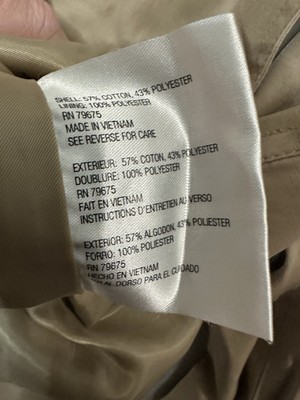 SHELL: 57% COTTON, 43% POLYESTER
LINING: 100% POLYESTER
RN 79675
MADE IN VIETNAM
SEE REVERSE FOR CARE
EXTERIEUR: 57% COTON, 43% POLYESTER
DOUBLURE: 100% POLYESTER
RN 79675
FAIT EN VIETNAM
INSTRUCTIONS D'ENTRETIEN AU VERSO
EXTERIOR: 57% ALGODON, 43% POLIESTER
FORRO: 100% POLIESTER
RN 79675
HECHO EN VIETNAM
AL DORSO PARA EL CUIDADO